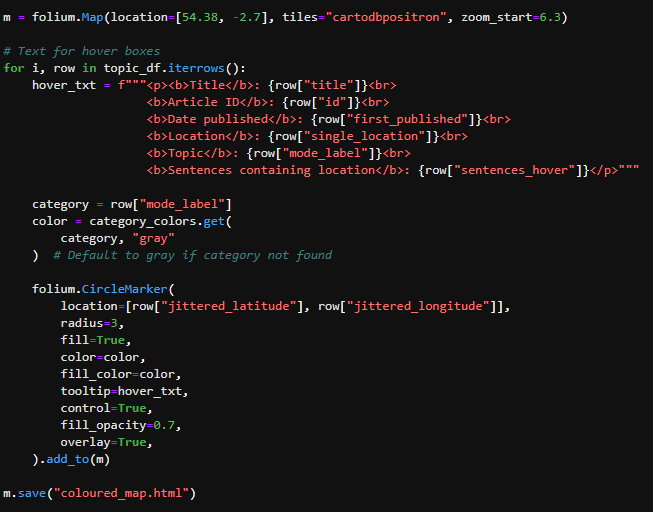 m = folium.Map(location=[54.38, -2.7], tiles="cartodbpositron", zoom_start=6.3)

# Text for hover boxes
for i, row in topic_df.iterrows():
    hover_txt = f"""<p><b>Title</b>: {row["title"]}<br>
                   <b>Article ID</b>: {row["id"]}<br>
                   <b>Date published</b>: {row["first_published"]}<br>
                   <b>Location</b>: {row["single_location"]}<br>
                   <b>Topic</b>: {row["mode_label"]}<br>
                   <b>Sentences containing location</b>: {row["sentences_hover"]}</p>"""

    category = row["mode_label"]
    color = category_colors.get(
        category, "gray"
    )  # Default to gray if category not found

    folium.CircleMarker(
        location=[row["jittered_latitude"], row["jittered_longitude"]],
        radius=3,
        fill=True,
        color=color,
        fill_color=color,
        tooltip=hover_txt,
        control=True,
        fill_opacity=0.7,
        overlay=True,
    ).add_to(m)

m.save("coloured_map.html")